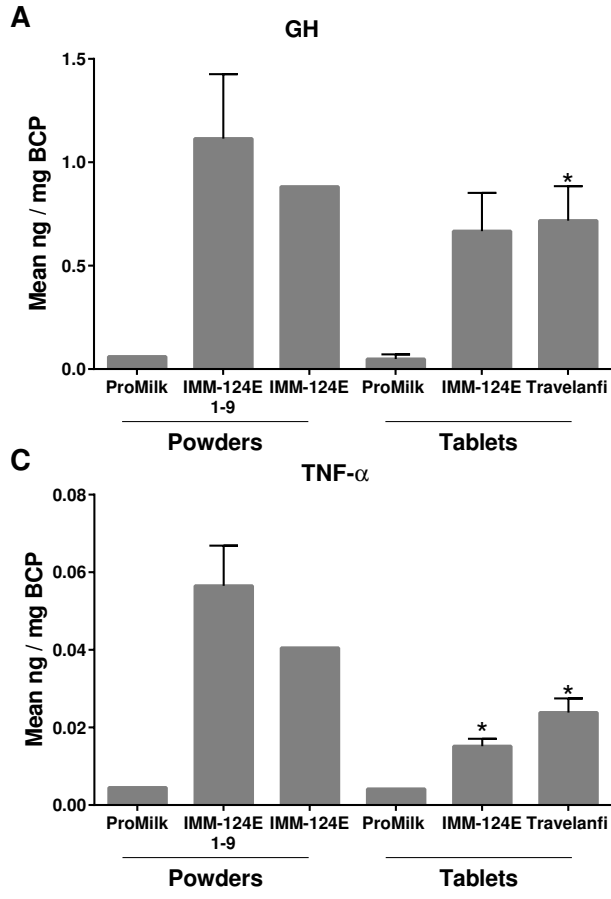 A
GH
Mean ng / mg BCP
1.5
1.0
0.5
0.0
*
ProMilk IMM-124E IMM-124E ProMilk IMM-124E Travelanfi
1-9
Powders Tablets
C
TNF-α
Mean ng / mg BCP
0.08
0.06
0.04
0.02
0.00
* *
ProMilk IMM-124E IMM-124E ProMilk IMM-124E Travelanfi
1-9
Powders Tablets